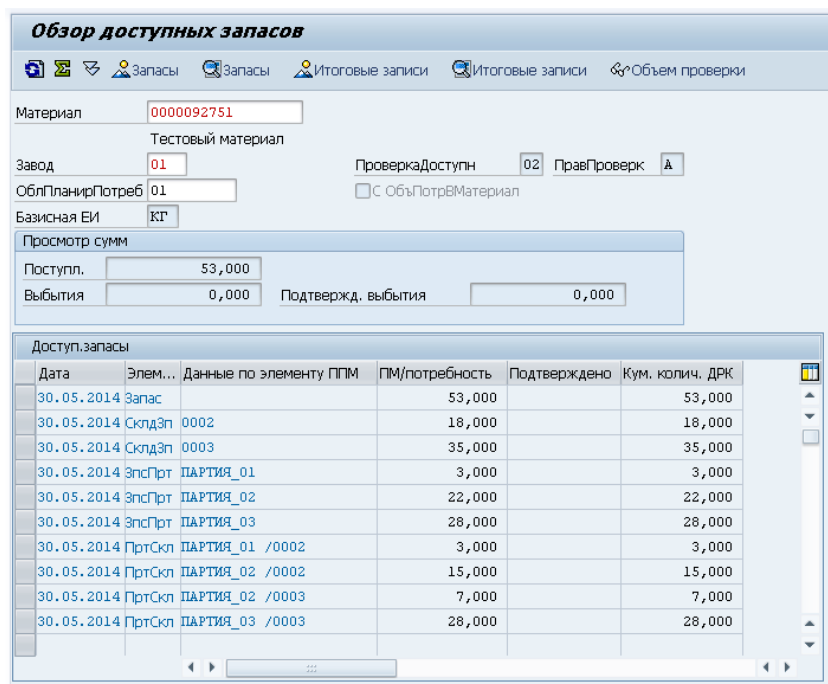 Обзор доступных запасов
Запасы Запасы Итоговые записи Итоговые записи Объем проверки
Материал 0000092751
Тестовый материал
Завод 01 ПроверкаДоступн 02 ПравПроверк A
ОблПланирПотреб 01 С ОбъПотрВМатериал
Базисная ЕИ КГ
Просмотр сумм
Поступл. 53,000
Выбытия 0,000 Подтвержд. выбытия 0,000
Доступ.запасы
Дата Элем... Данные по элементу ППМ ПМ/потребность Подтверждено Кум. колич. ДРК
30.05.2014 Запас 53,000 53,000
30.05.2014 СклдЗп 0002 18,000 18,000
30.05.2014 СклдЗп 0003 35,000 35,000
30.05.2014 ЗпсПрт ПАРТИЯ_01 3,000 3,000
30.05.2014 ЗпсПрт ПАРТИЯ_02 22,000 22,000
30.05.2014 ЗпсПрт ПАРТИЯ_03 28,000 28,000
30.05.2014 ПртСкл ПАРТИЯ_01 /0002 3,000 3,000
30.05.2014 ПртСкл ПАРТИЯ_02 /0002 15,000 15,000
30.05.2014 ПртСкл ПАРТИЯ_02 /0003 7,000 7,000
30.05.2014 ПртСкл ПАРТИЯ_03 /0003 28,000 28,000